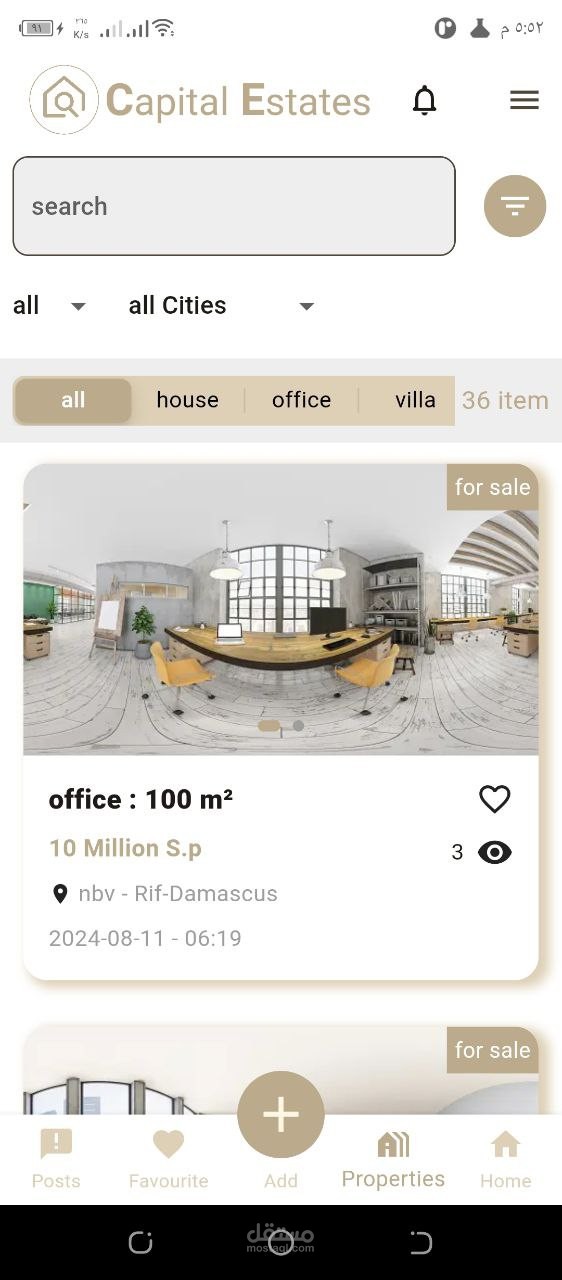 ٩١ ٢٦٥ K/s ٥:٥٢ م
Capital Estates
search
all all Cities
all house office villa 36 item
for sale
office : 100 m²
10 Million S.p 3
nbv - Rif-Damascus
2024-08-11 - 06:19
for sale
Posts Favourite Add Properties Home
مستقل
mostaql.com